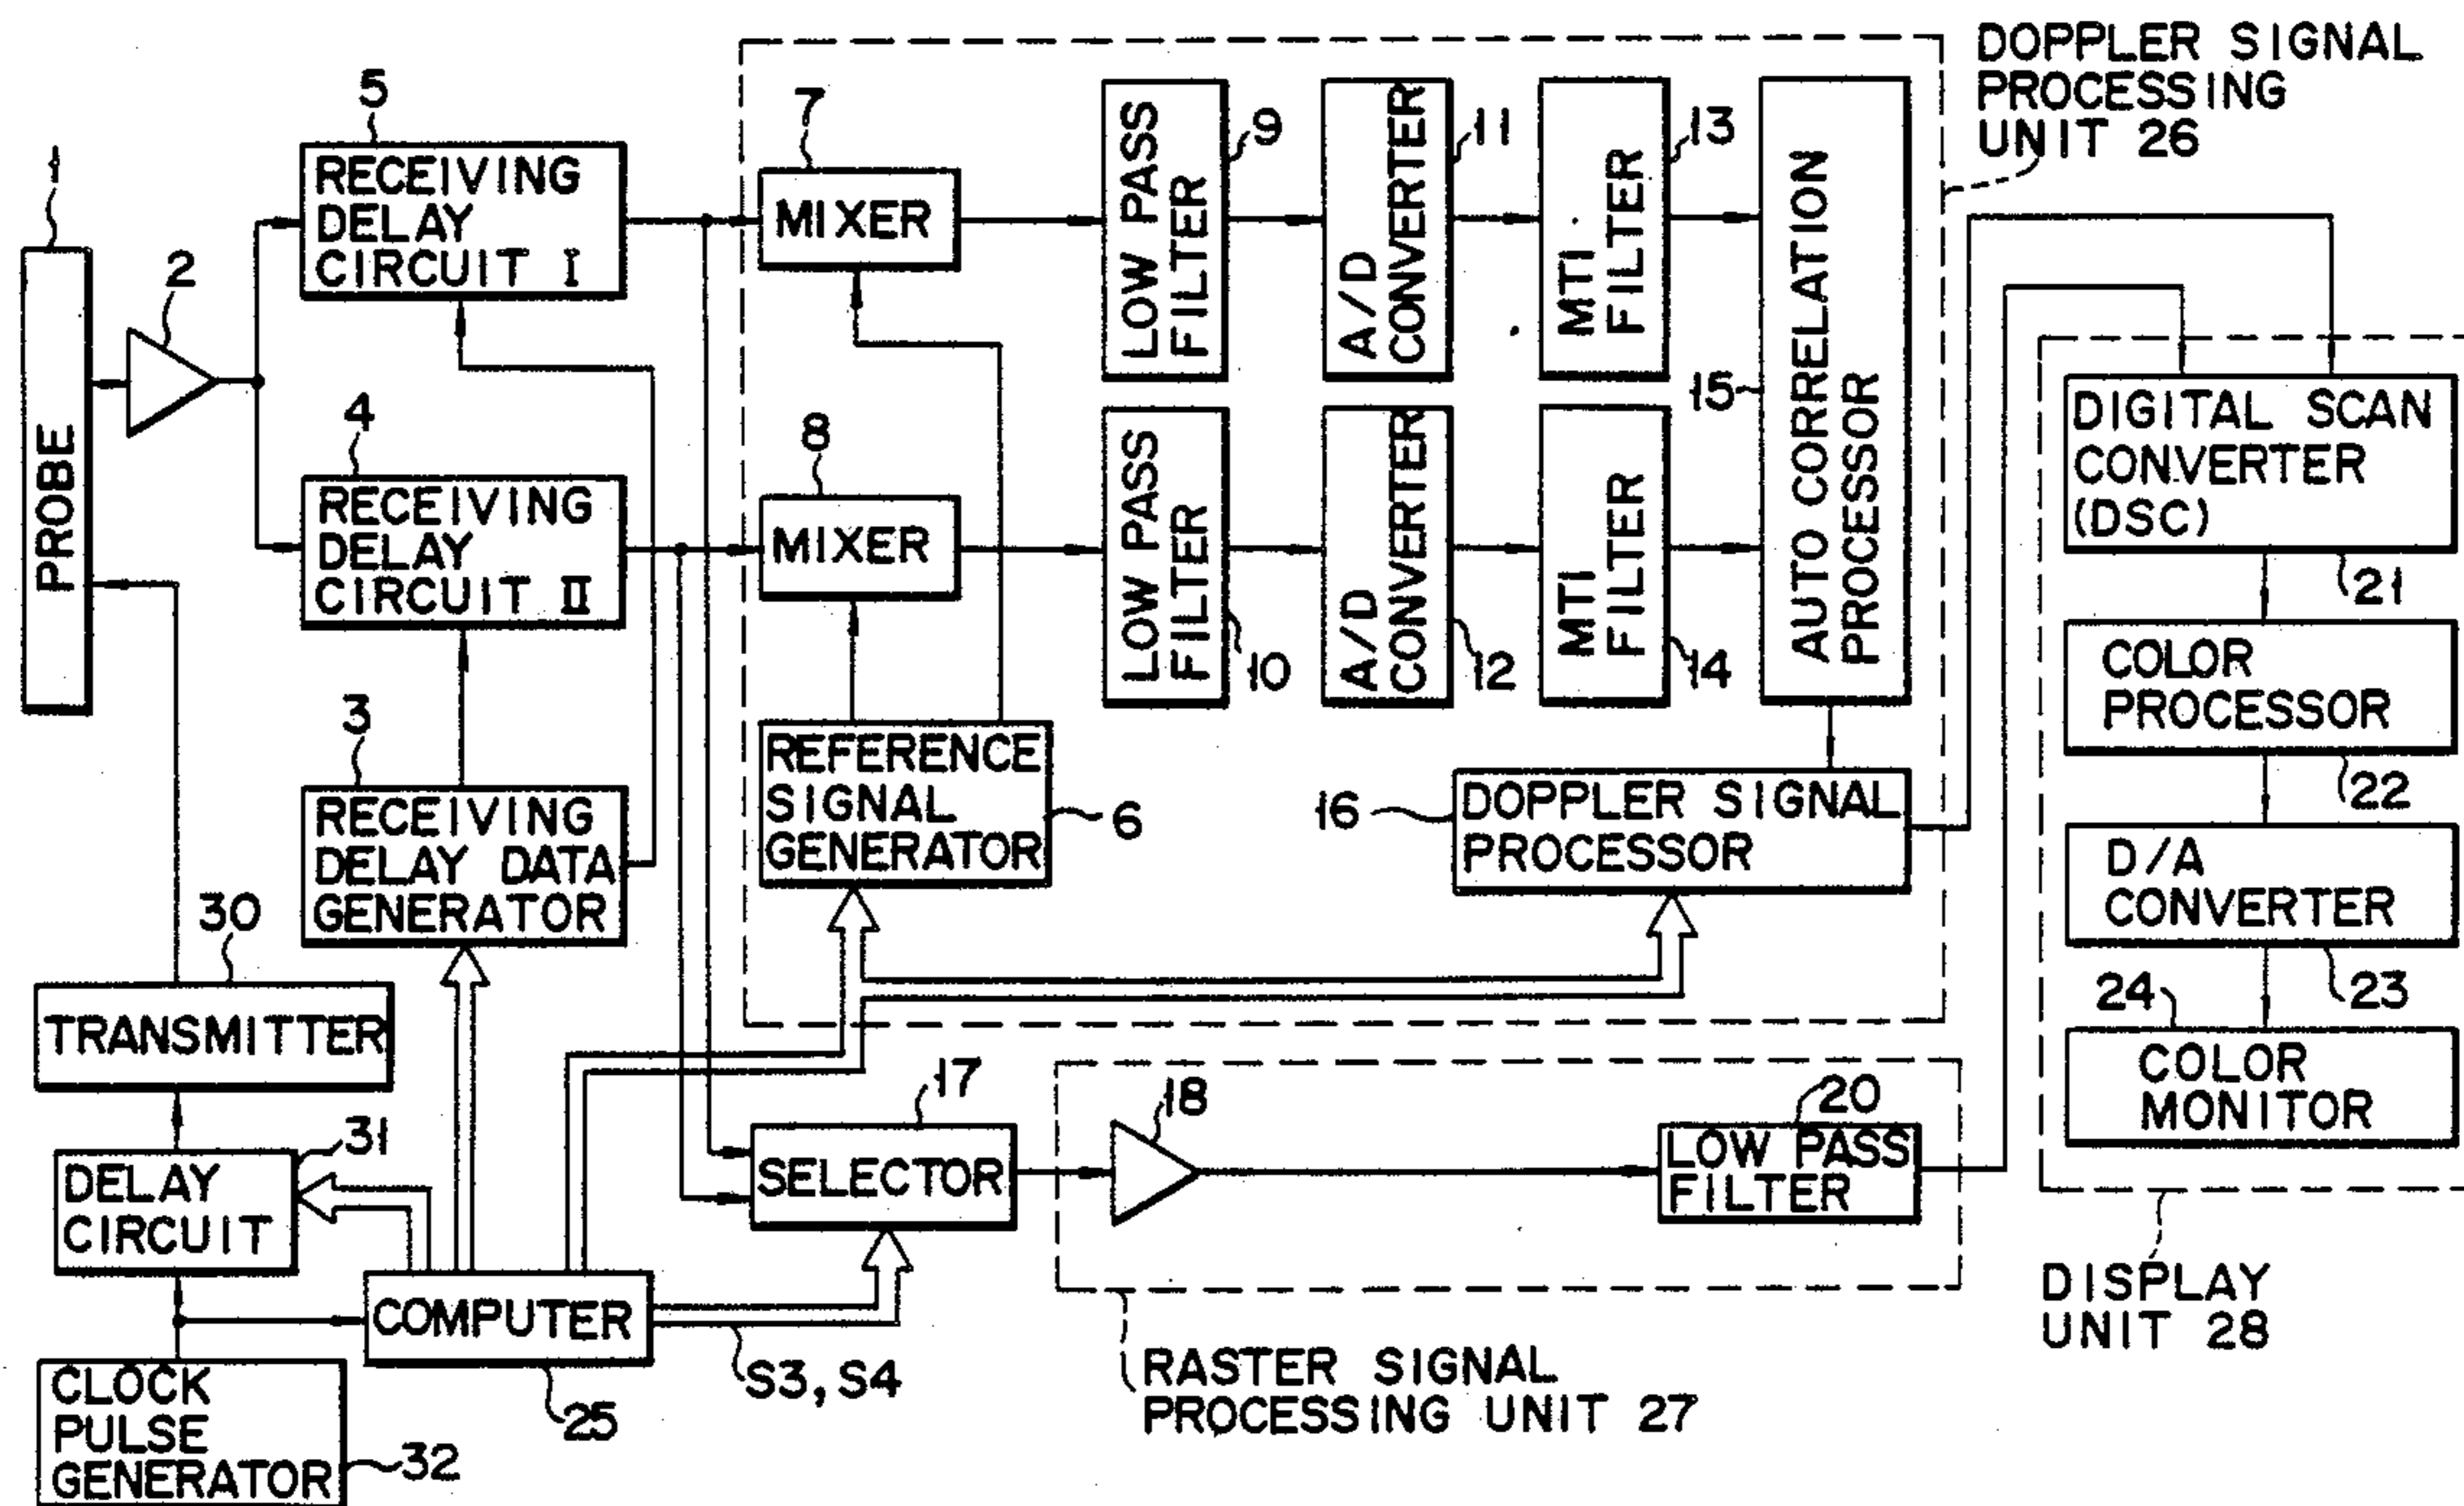 1
PROBE
2
5
RECEIVING
DELAY
CIRCUIT I
4
RECEIVING
DELAY
CIRCUIT II
3
RECEIVING
DELAY DATA
GENERATOR
30
TRANSMITTER
31
DELAY
CIRCUIT
COMPUTER
25
CLOCK
PULSE
GENERATOR
32
S3, S4
7
MIXER
8
MIXER
REFERENCE
SIGNAL
GENERATOR
6
LOW PASS
FILTER
9
LOW PASS
FILTER
10
A/D
CONVERTER
11
A/D
CONVERTER
12
MTI
FILTER
13
MTI
FILTER
14
15
AUTO CORRELATION
PROCESSOR
16
DOPPLER SIGNAL
PROCESSOR
DOPPLER SIGNAL
PROCESSING
UNIT 26
17
SELECTOR
18
20
LOW PASS
FILTER
RASTER SIGNAL
PROCESSING UNIT 27
DIGITAL SCAN
CONVERTER
(DSC)
21
COLOR
PROCESSOR
22
D/A
CONVERTER
23
24
COLOR
MONITOR
DISPLAY
UNIT 28